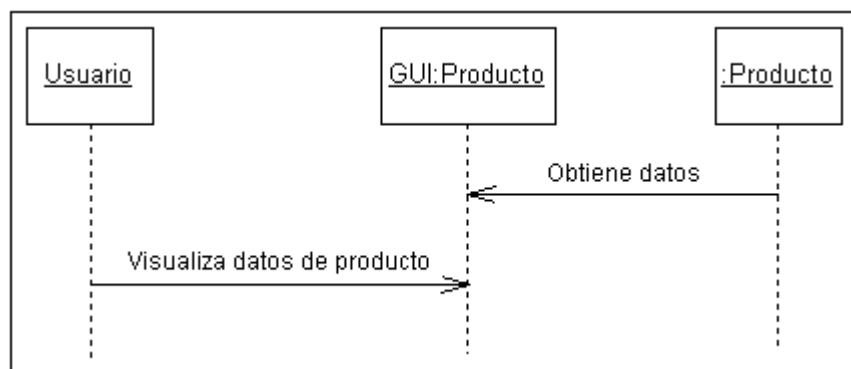 Usuario
GUI:Producto
:Producto
Obtiene datos
Visualiza datos de producto